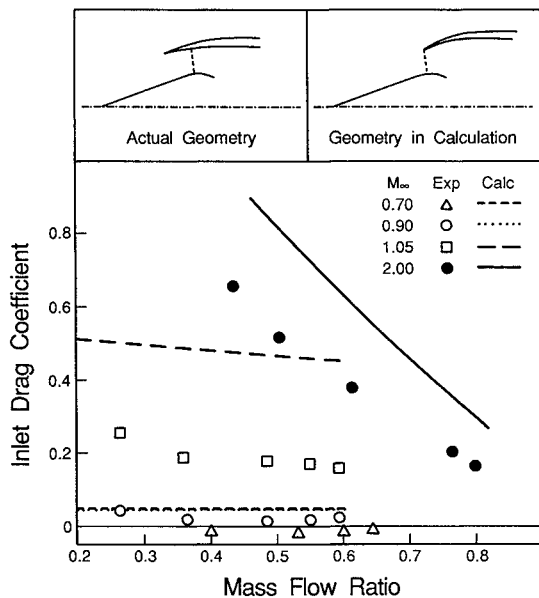 Actual Geometry
Geometry in Calculation
M∞ Exp Calc
0.70
0.90
1.05
2.00
Inlet Drag Coefficient
0.8
0.6
0.4
0.2
0
0.2 0.3 0.4 0.5 0.6 0.7 0.8
Mass Flow Ratio